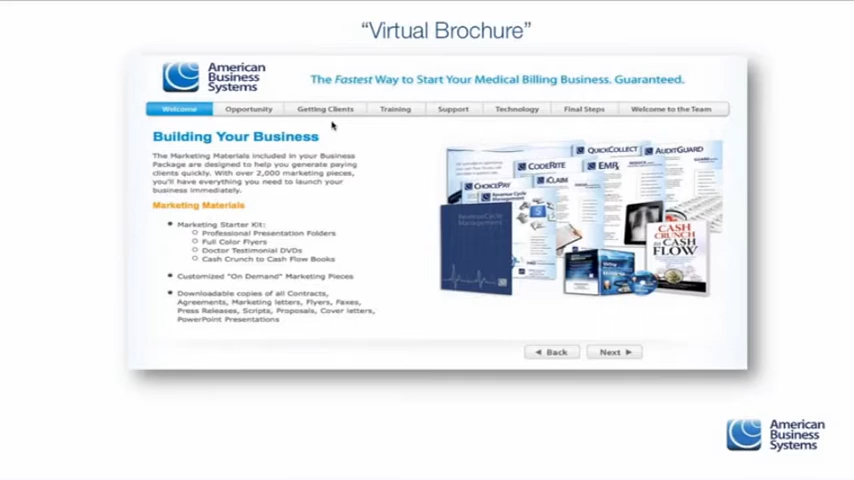 “Virtual Brochure”
American
Business
Systems
The Fastest Way to Start Your Medical Billing Business. Guaranteed.
Welcome
Opportunity
Getting Clients
Training
Support
Technology
Final Steps
Welcome to the Team
Building Your Business
The Marketing Materials included in your Business
Package are designed to help you generate paying
clients quickly. With over 2,000 marketing pieces,
you'll have everything you need to launch your
business immediately.
Marketing Materials
Marketing Starter Kit:
Professional Presentation Folders
Full Color Flyers
Doctor Testimonial DVDs
Cash Crunch to Cash Flow Books
Customized "On Demand" Marketing Pieces
Downloadable copies of all Contracts,
Agreements, Marketing letters, Flyers, Faxes,
Press Releases, Scripts, Proposals, Cover letters,
PowerPoint Presentations
QUICKCOLLECT
AUDITGUARD
CODERITE
EMR
CHOICEPAY
iCLAIM
Revenue Cycle
Management
RevenueCycle
Management
CASH
CRUNCH
to CASH
FLOW
Back
Next
American
Business
Systems